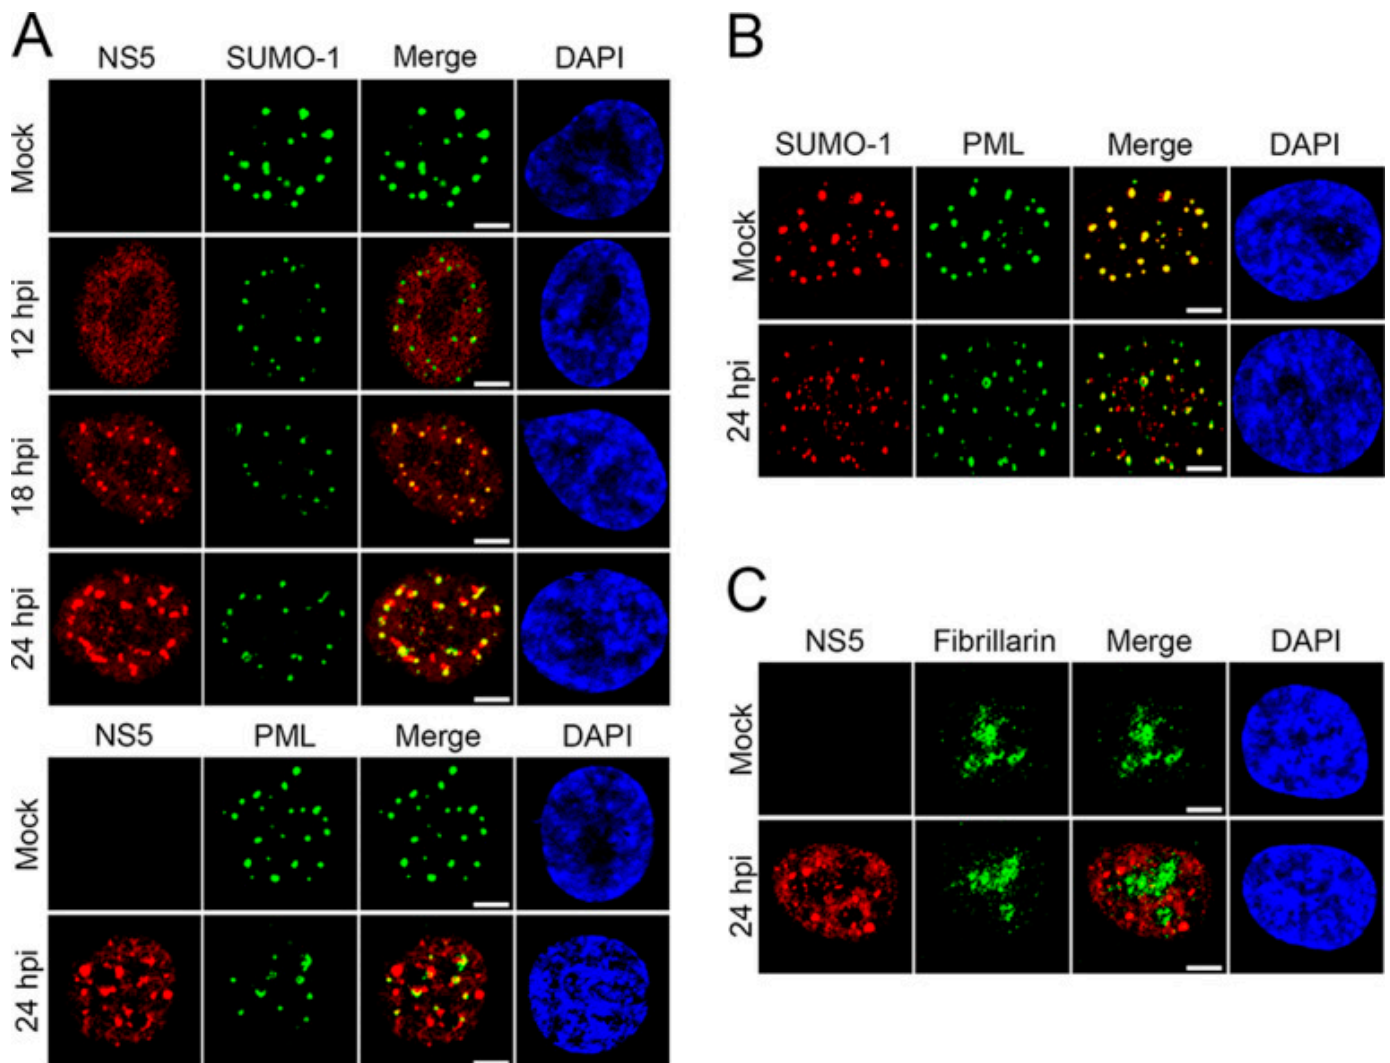 A
NS5 SUMO-1 Merge DAPI
Mock
12 hpi
18 hpi
24 hpi
NS5 PML Merge DAPI
Mock
24 hpi
B
SUMO-1 PML Merge DAPI
Mock
24 hpi
C
NS5 Fibrillarin Merge DAPI
Mock
24 hpi